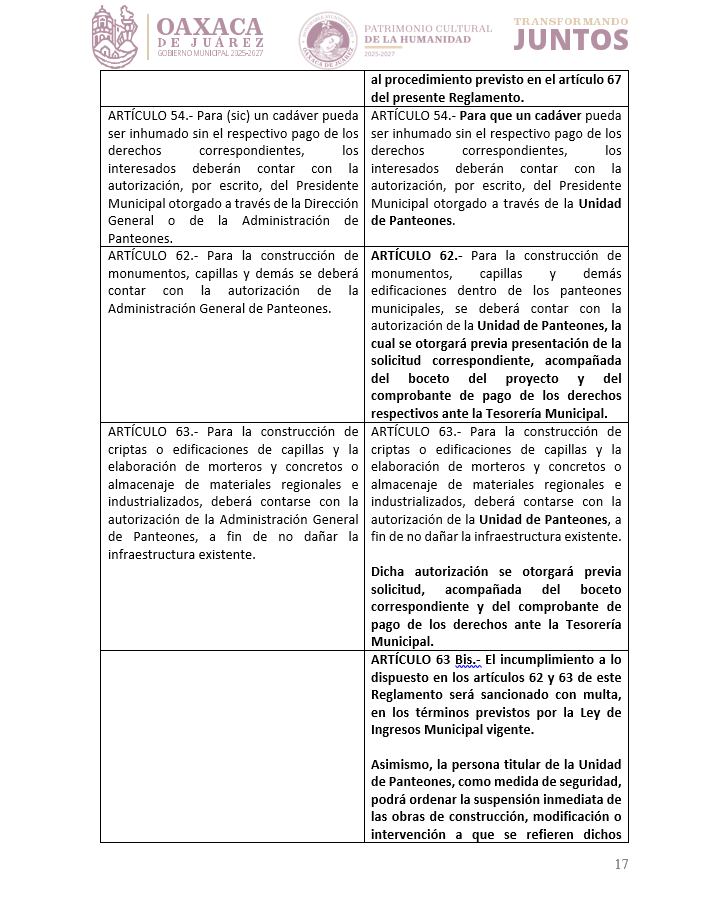 OAXACA
DE JUÁREZ
GOBIERNO MUNICIPAL 2025-2027
PATRIMONIO CULTURAL
DE LA HUMANIDAD
2025-2027
TRANSFORMANDO
JUNTOS
al procedimiento previsto en el artículo 67
del presente Reglamento.
ARTÍCULO 54.- Para (sic) un cadáver pueda
ser inhumado sin el respectivo pago de los
derechos correspondientes, los
interesados deberán contar con la
autorización, por escrito, del Presidente
Municipal otorgado a través de la Dirección
General o de la Administración de
Panteones.
ARTÍCULO 54.- Para que un cadáver pueda
ser inhumado sin el respectivo pago de los
derechos correspondientes, los
interesados deberán contar con la
autorización, por escrito, del Presidente
Municipal otorgado a través de la Unidad
de Panteones.
ARTÍCULO 62.- Para la construcción de
monumentos, capillas y demás se deberá
contar con la autorización de la
Administración General de Panteones.
ARTÍCULO 62.- Para la construcción de
monumentos, capillas y demás
edificaciones dentro de los panteones
municipales, se deberá contar con la
autorización de la Unidad de Panteones, la
cual se otorgará previa presentación de la
solicitud correspondiente, acompañada
del boceto del proyecto y del
comprobante de pago de los derechos
respectivos ante la Tesorería Municipal.
ARTÍCULO 63.- Para la construcción de
criptas o edificaciones de capillas y la
elaboración de morteros y concretos o
almacenaje de materiales regionales e
industrializados, deberá contarse con la
autorización de la Administración General
de Panteones, a fin de no dañar la
infraestructura existente.
ARTÍCULO 63.- Para la construcción de
criptas o edificaciones de capillas y la
elaboración de morteros y concretos o
almacenaje de materiales regionales e
industrializados, deberá contarse con la
autorización de la Unidad de Panteones, a
fin de no dañar la infraestructura existente.
Dicha autorización se otorgará previa
solicitud, acompañada del boceto
correspondiente y del comprobante de
pago de los derechos ante la Tesorería
Municipal.
ARTÍCULO 63 Bis.- El incumplimiento a lo
dispuesto en los artículos 62 y 63 de este
Reglamento será sancionado con multa,
en los términos previstos por la Ley de
Ingresos Municipal vigente.
Asimismo, la persona titular de la Unidad
de Panteones, como medida de seguridad,
podrá ordenar la suspensión inmediata de
las obras de construcción, modificación o
intervención a que se refieren dichos
17